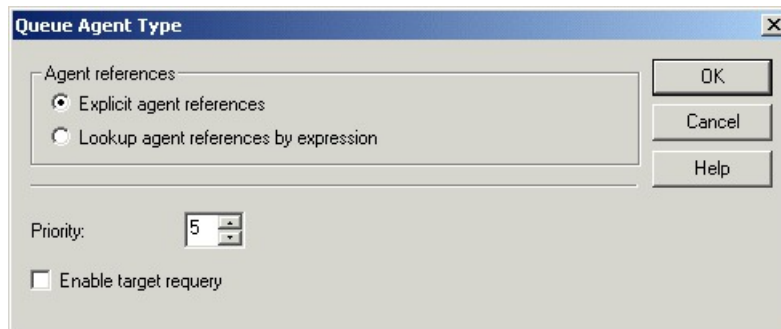 Queue Agent Type
Agent references
Explicit agent references
Lookup agent references by expression
OK
Cancel
Help
Priority:
5
Enable target requery